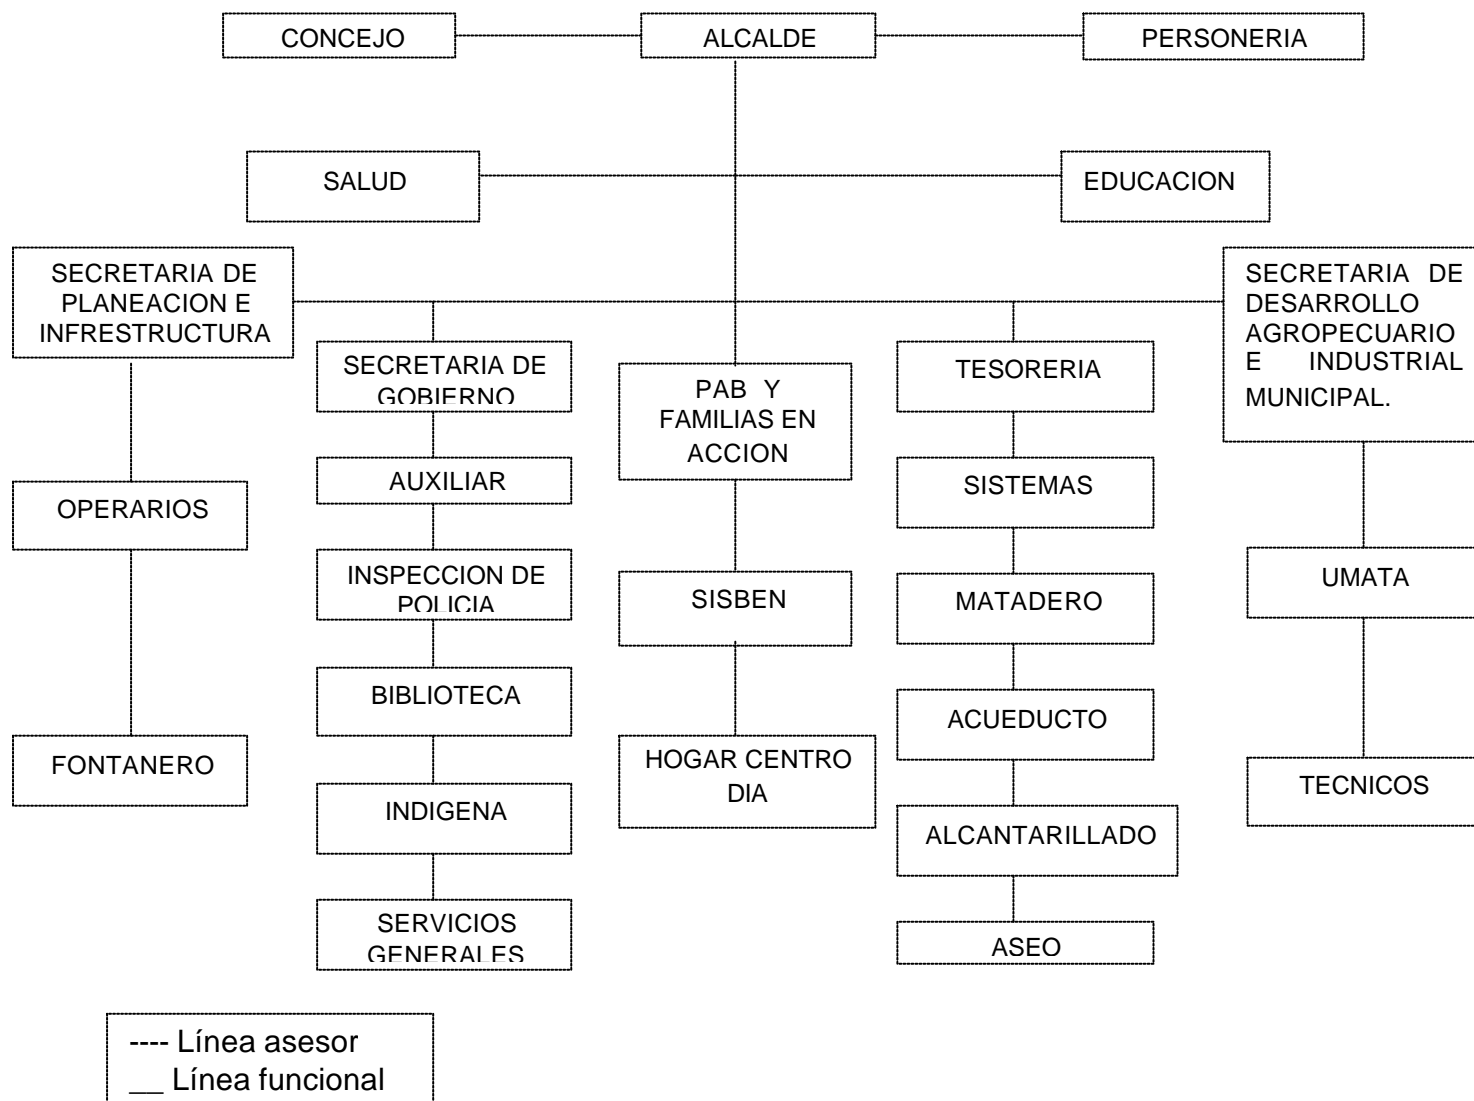 CONCEJO
ALCALDE
PERSONERIA
SALUD
EDUCACION
SECRETARIA DE
PLANEACION E
INFRESTRUCTURA
SECRETARIA DE
DESARROLLO
AGROPECUARIO
E INDUSTRIAL
MUNICIPAL.
SECRETARIA DE
GOBIERNO
PAB Y
FAMILIAS EN
ACCION
TESORERIA
OPERARIOS
AUXILIAR
SISTEMAS
INSPECCION DE
POLICIA
SISBEN
MATADERO
UMATA
BIBLIOTECA
ACUEDUCTO
FONTANERO
HOGAR CENTRO
DIA
TECNICOS
INDIGENA
ALCANTARILLADO
SERVICIOS
GENERALES
ASEO
---- Línea asesor
__ Línea funcional